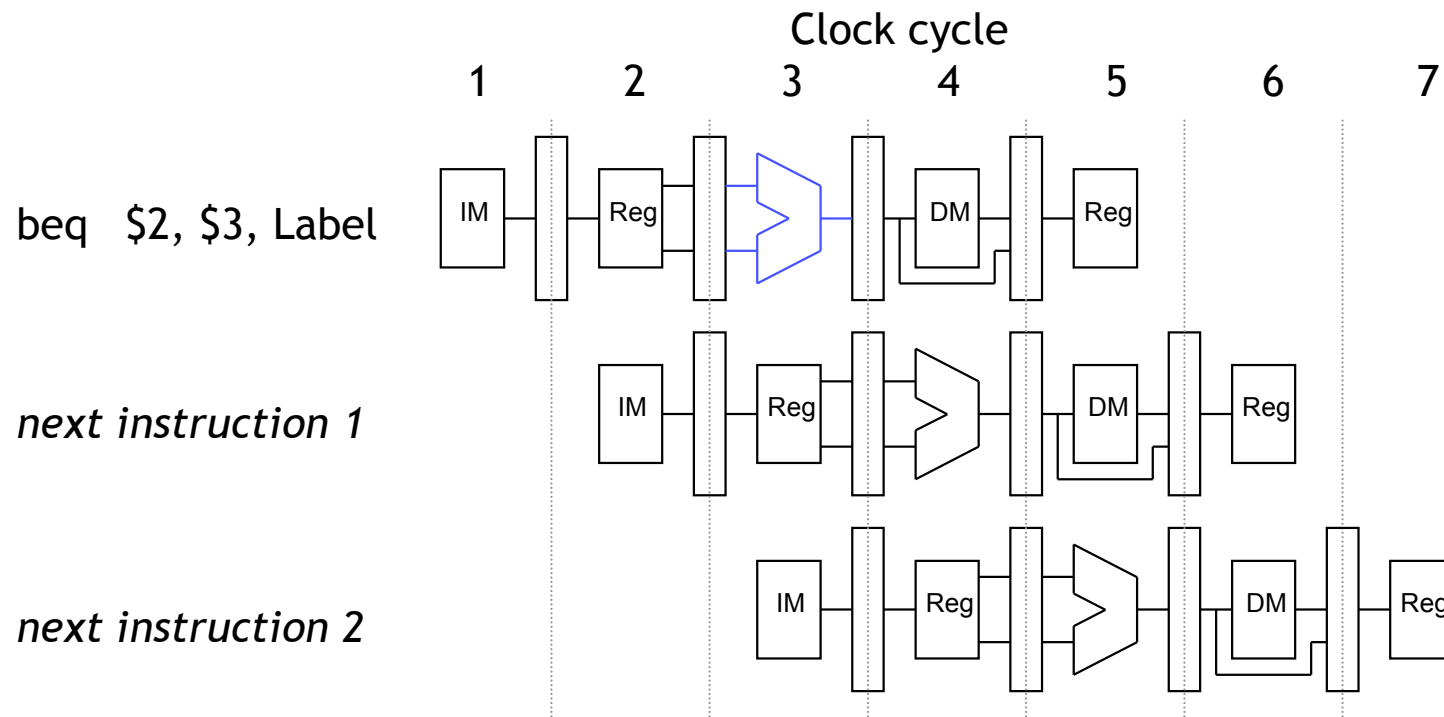 Clock cycle
1 2 3 4 5 6 7
beq $2, $3, Label IM Reg DM Reg
next instruction 1 IM Reg DM Reg
next instruction 2 IM Reg DM Reg